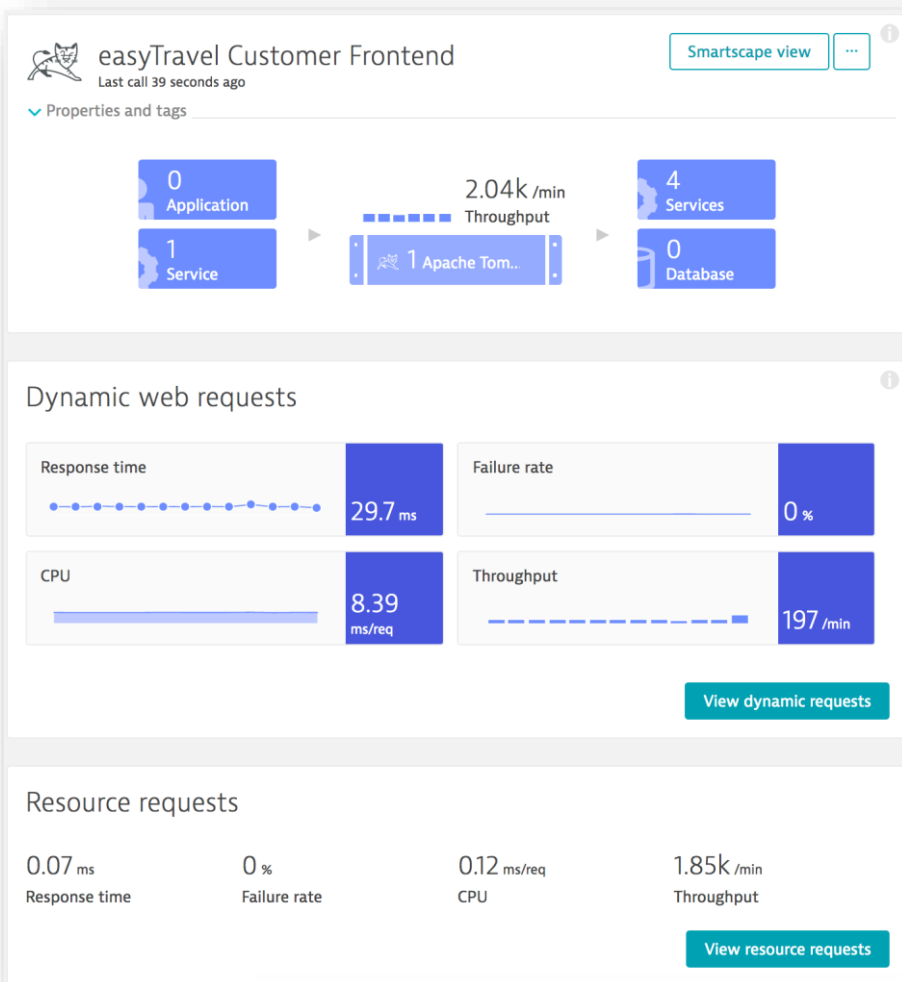 easyTravel Customer Frontend
Last call 39 seconds ago
Smartscape view
...
Properties and tags
0
Application
1
Service
2.04k /min
Throughput
1 Apache Tom...
4
Services
0
Database
Dynamic web requests
Response time
29.7 ms
Failure rate
0 %
CPU
8.39
ms/req
Throughput
197 /min
View dynamic requests
Resource requests
0.07 ms
Response time
0 %
Failure rate
0.12 ms/req
CPU
1.85k /min
Throughput
View resource requests